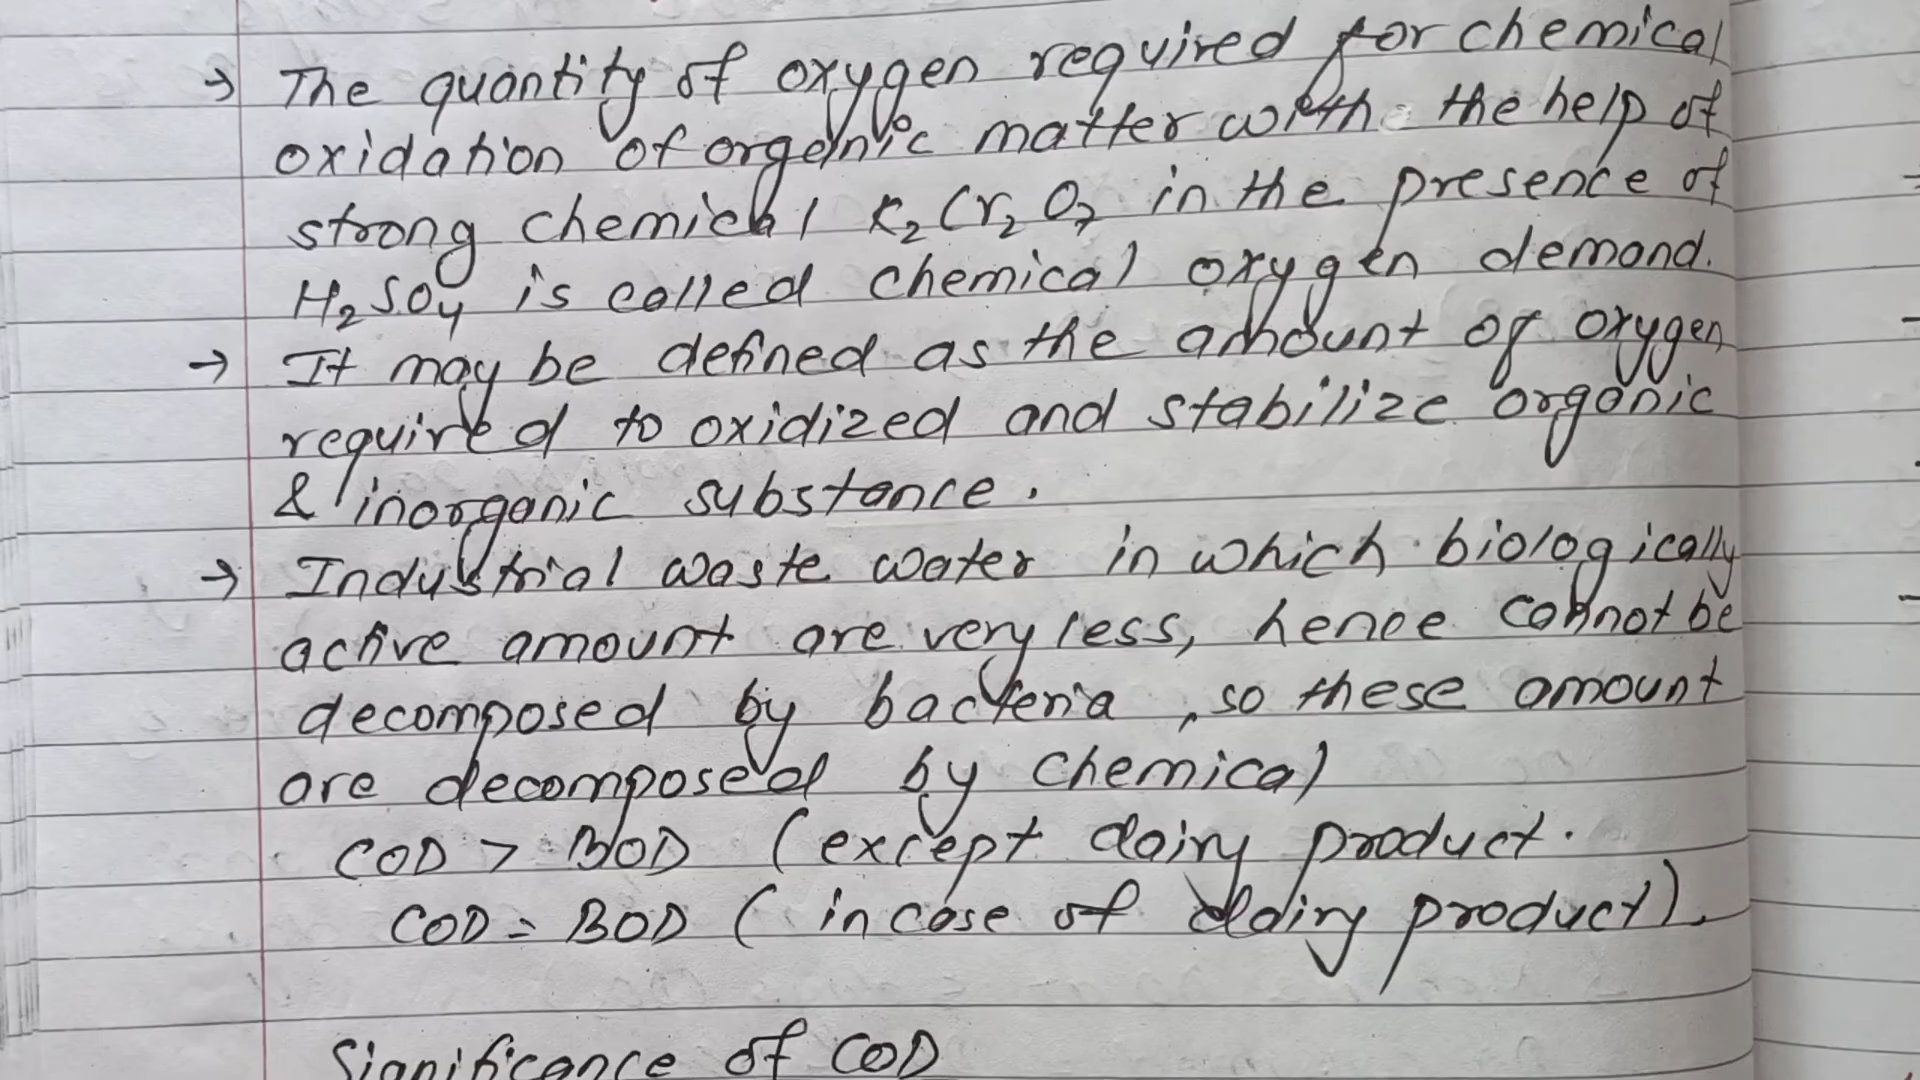 → The quantity of oxygen required for chemical
oxidation of organic matter with the help of
strong chemical K₂Cr₂O₇ in the presence of
H₂SO₄ is called chemical oxygen demand.
→ It may be defined as the amount of oxygen
required to oxidized and stabilize organic
& inorganic substance.
→ Industrial waste water in which biologically
active amount are very less, hence cannot be
decomposed by bacteria, so these amount
are decomposed by chemical
COD > BOD (except dairy product.
COD = BOD (in case of dairy product).
Significance of COD